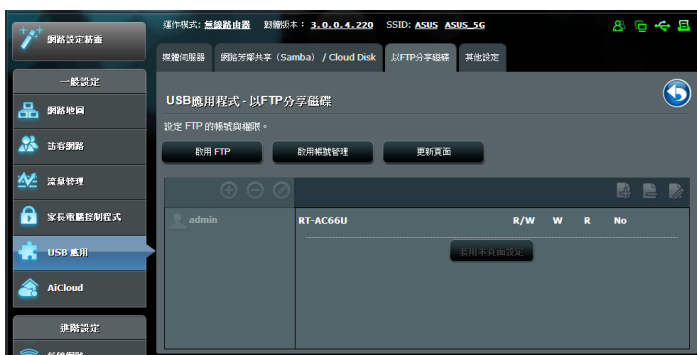 運作模式: 無線路由器 韌體版本: 3.0.0.4.220 SSID: ASUS ASUS_5G
網路設定精靈
媒體伺服器 網路芳鄰共享 (Samba) / Cloud Disk 以FTP分享磁碟 其他設定
一般設定
USB應用程式 - 以FTP分享磁碟
網路地圖
設定 FTP 的帳號與權限。
訪客網路
啟用 FTP 啟用帳號管理 更新頁面
流量管理
家長電腦控制程式
admin RT-AC66U R/W W R No
USB 應用
套用本頁面設定
AiCloud
進階設定